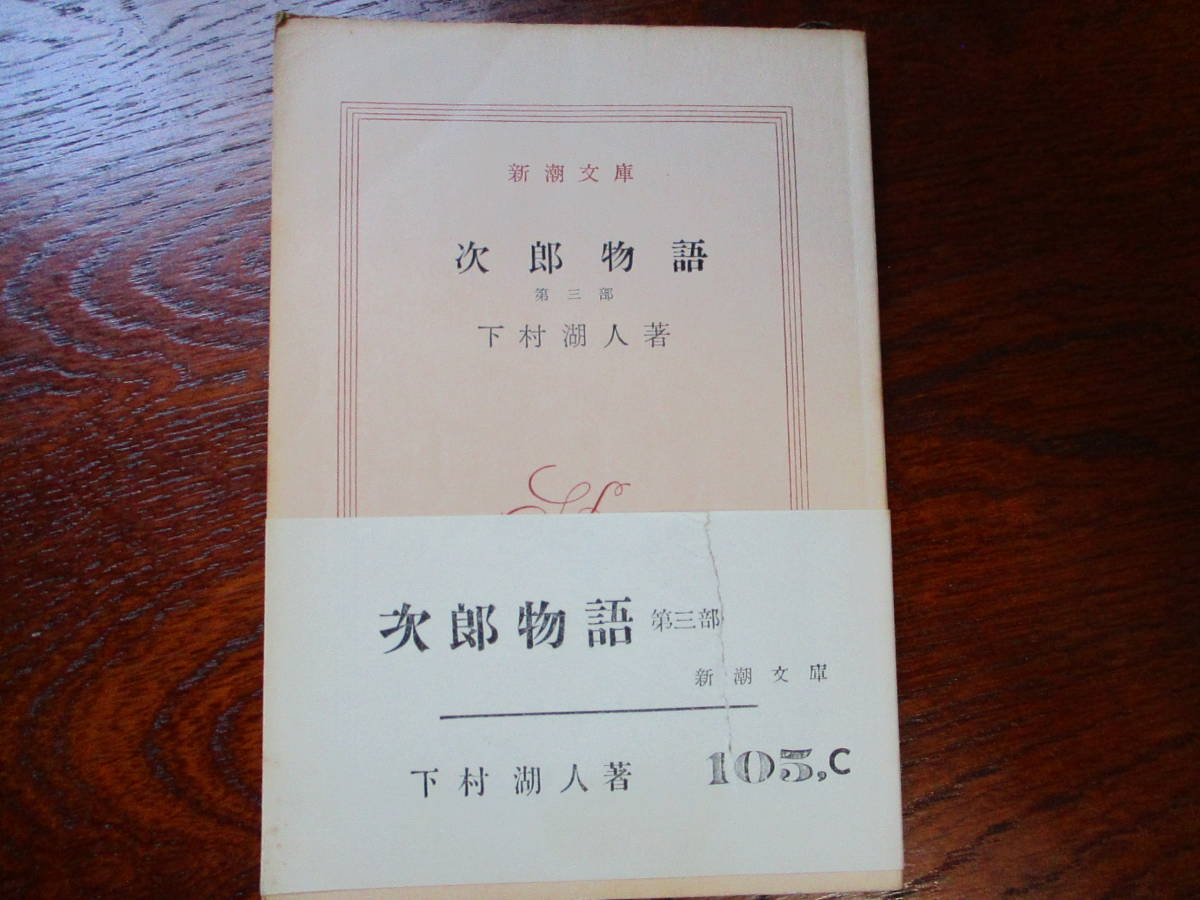 新潮文庫
次郎物語
第三部
下村湖人著
次郎物語 第三部
新潮文庫
下村湖人著 103,C